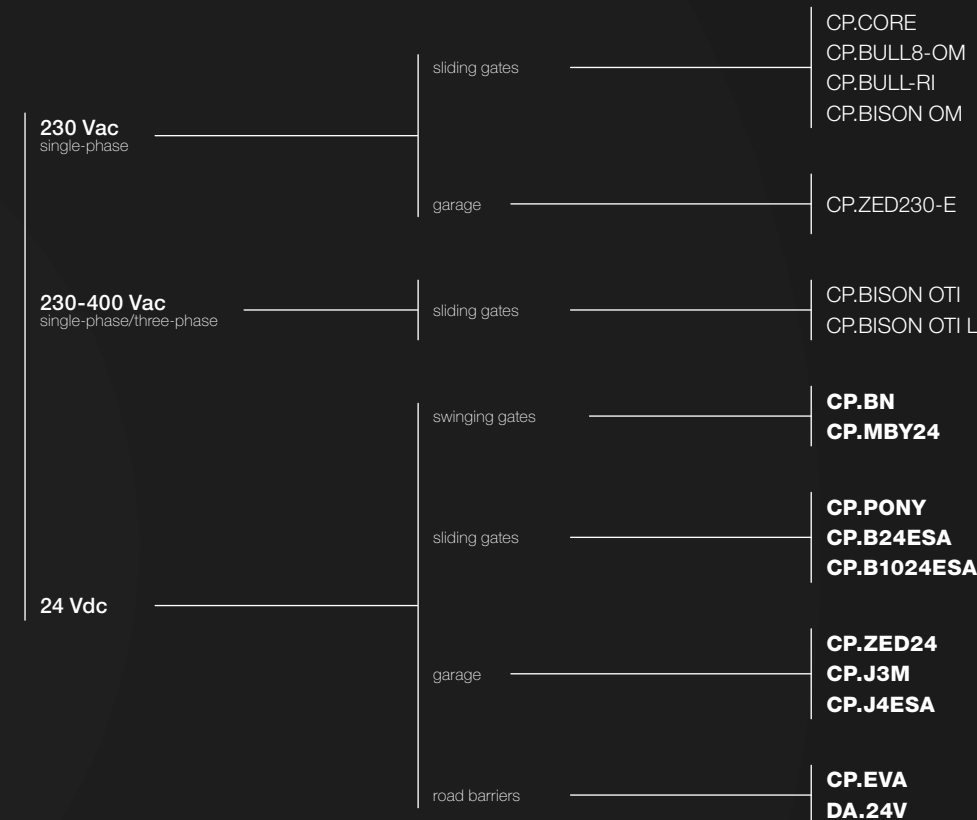 230 Vac
single-phase
sliding gates
CP.CORE
CP.BULL8-OM
CP.BULL-RI
CP.BISON OM
garage
CP.ZED230-E
230-400 Vac
single-phase/three-phase
sliding gates
CP.BISON OTI
CP.BISON OTI L
24 Vdc
swinging gates
CP.BN
CP.MBY24
sliding gates
CP.PONY
CP.B24ESA
CP.B1024ESA
garage
CP.ZED24
CP.J3M
CP.J4ESA
road barriers
CP.EVA
DA.24V